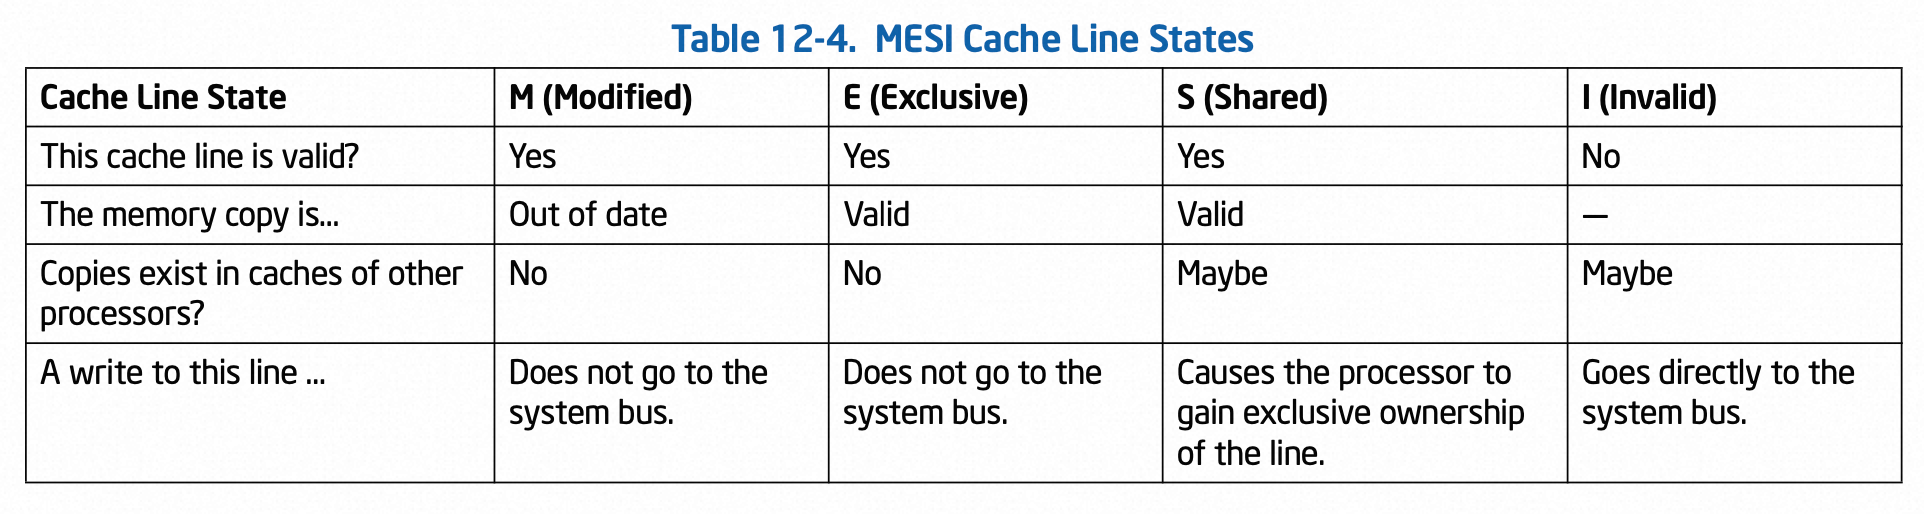 Table 12-4. MESI Cache Line States
Cache Line State M (Modified) E (Exclusive) S (Shared) I (Invalid)
This cache line is valid? Yes Yes Yes No
The memory copy is... Out of date Valid Valid —
Copies exist in caches of other No No Maybe Maybe
processors?
A write to this line ... Does not go to the Does not go to the Causes the processor to Goes directly to the
system bus. system bus. gain exclusive ownership system bus.
of the line.